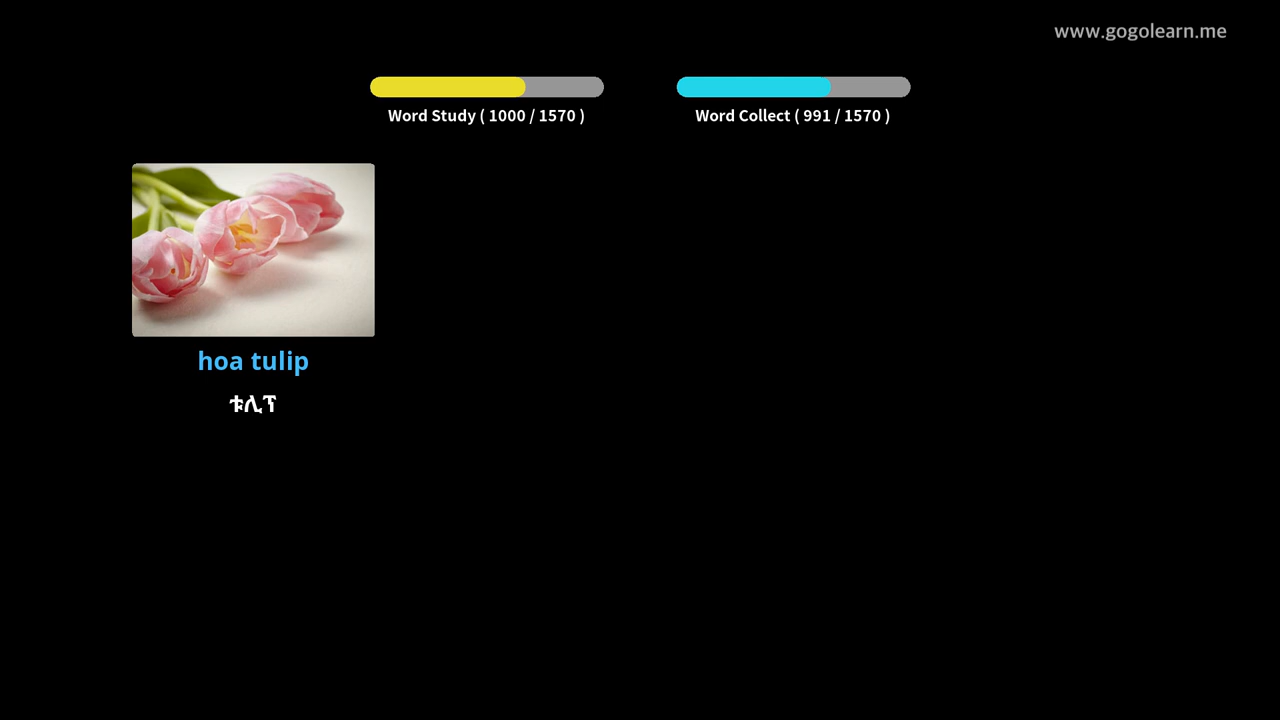 www.gogolearn.me
Word Study ( 1000 / 1570 )
Word Collect ( 991 / 1570 )
hoa tulip
ቱሊፕ